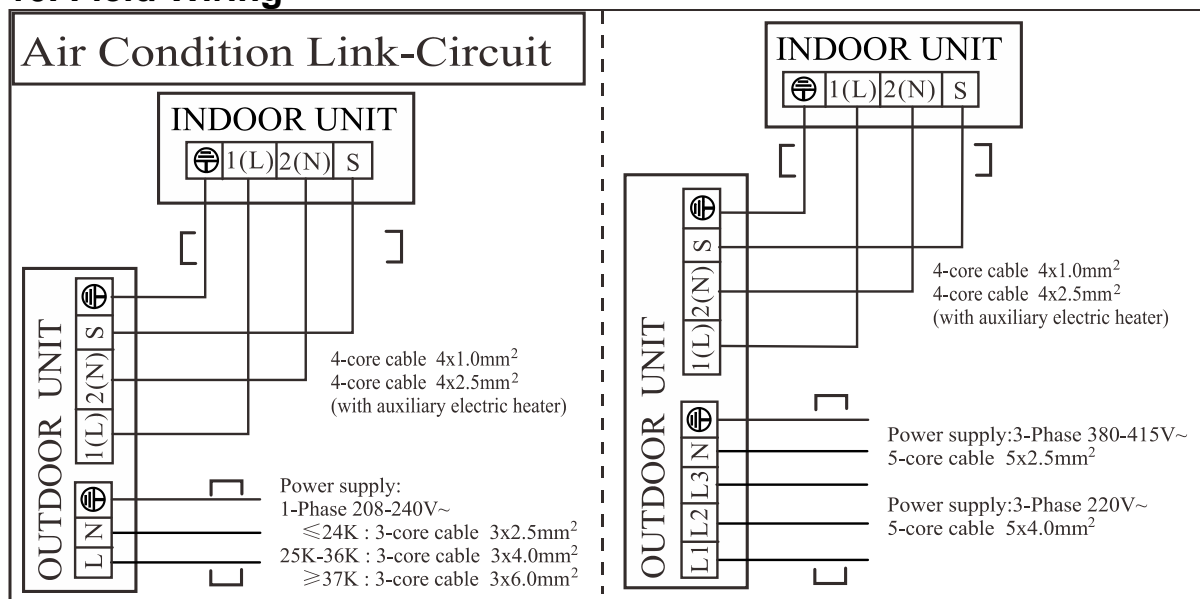 Air Condition Link-Circuit
INDOOR UNIT
1(L) 2(N) S
OUTDOOR UNIT
S
2(N)
1(L)
N
L
4-core cable 4x1.0mm²
4-core cable 4x2.5mm²
(with auxiliary electric heater)
Power supply:
1-Phase 208-240V~
≤24K : 3-core cable 3x2.5mm²
25K-36K : 3-core cable 3x4.0mm²
≥37K : 3-core cable 3x6.0mm²
INDOOR UNIT
1(L) 2(N) S
OUTDOOR UNIT
S
2(N)
1(L)
N
L3
L2
L1
4-core cable 4x1.0mm²
4-core cable 4x2.5mm²
(with auxiliary electric heater)
Power supply:3-Phase 380-415V~
5-core cable 5x2.5mm²
Power supply:3-Phase 220V~
5-core cable 5x4.0mm²